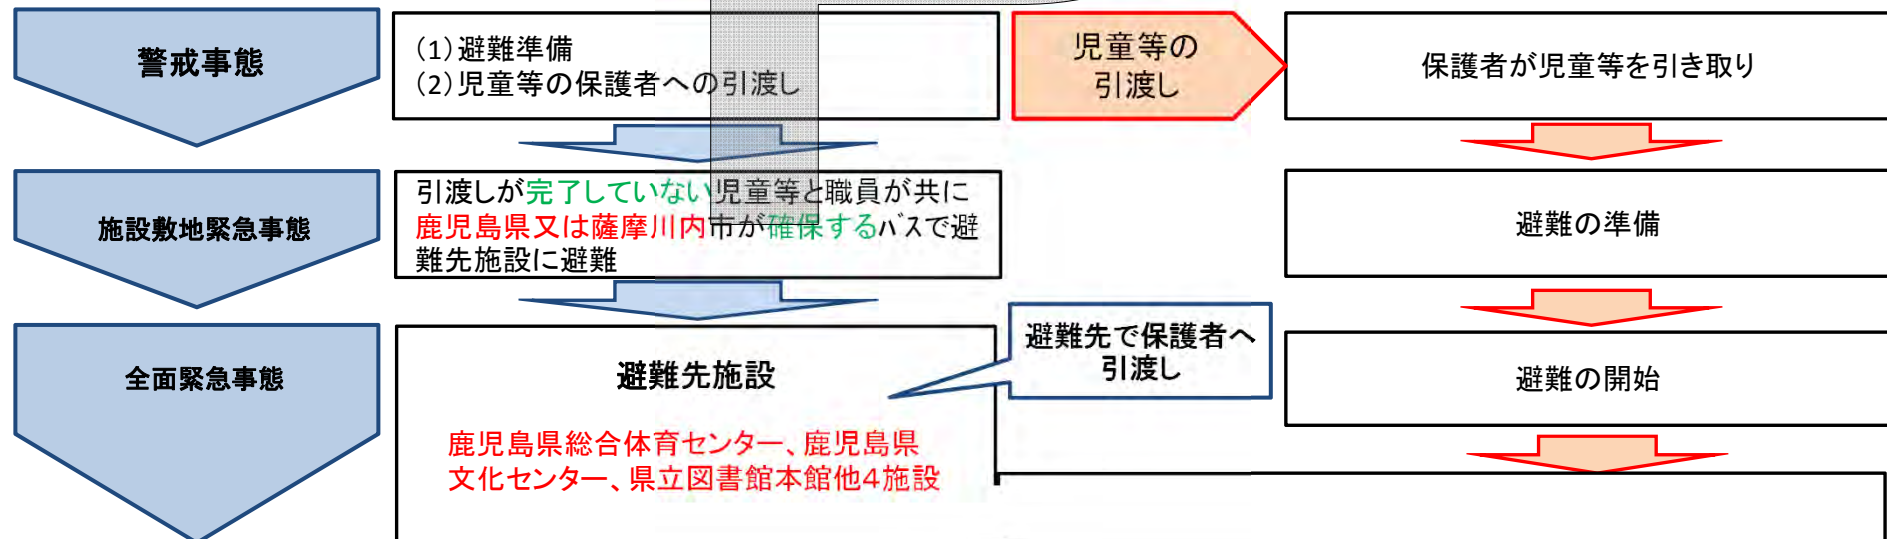 警戒事態
(1)避難準備
(2)児童等の保護者への引渡し
児童等の
引渡し
保護者が児童等を引き取り
施設敷地緊急事態
引渡しが完了していない児童等と職員が共に
鹿児島県又は薩摩川内市が確保するバスで避
難先施設に避難
避難の準備
全面緊急事態
避難先施設
鹿児島県総合体育センター、鹿児島県
文化センター、県立図書館本館他4施設
避難先で保護者へ
引渡し
避難の開始